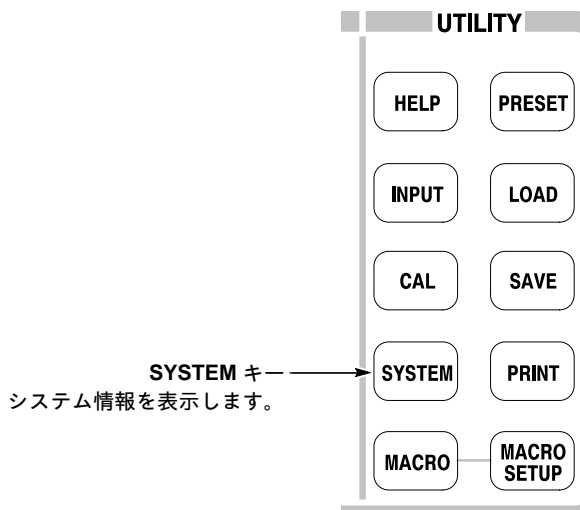 UTILITY
HELP
PRESET
INPUT
LOAD
CAL
SAVE
SYSTEM キー
システム情報を表示します。
SYSTEM
PRINT
MACRO
MACRO
SETUP